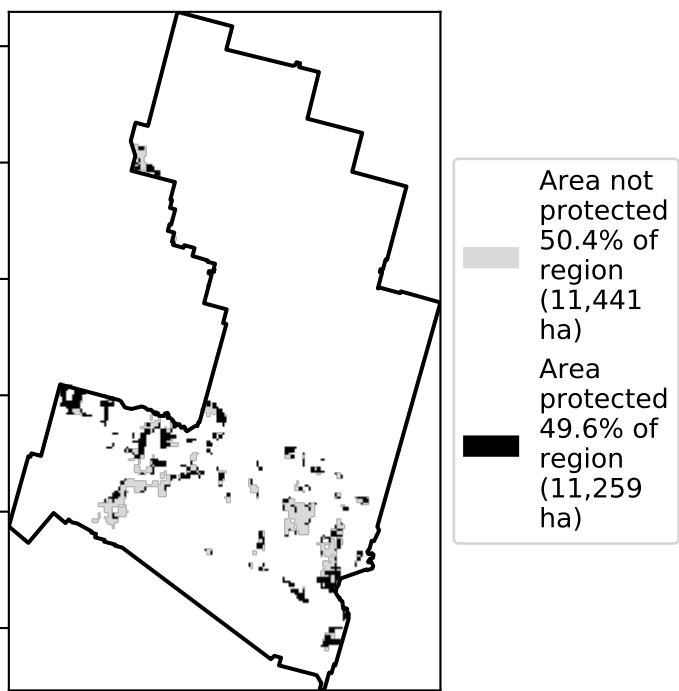 Area not
protected
50.4% of
region
(11,441
ha)
Area
protected
49.6% of
region
(11,259
ha)